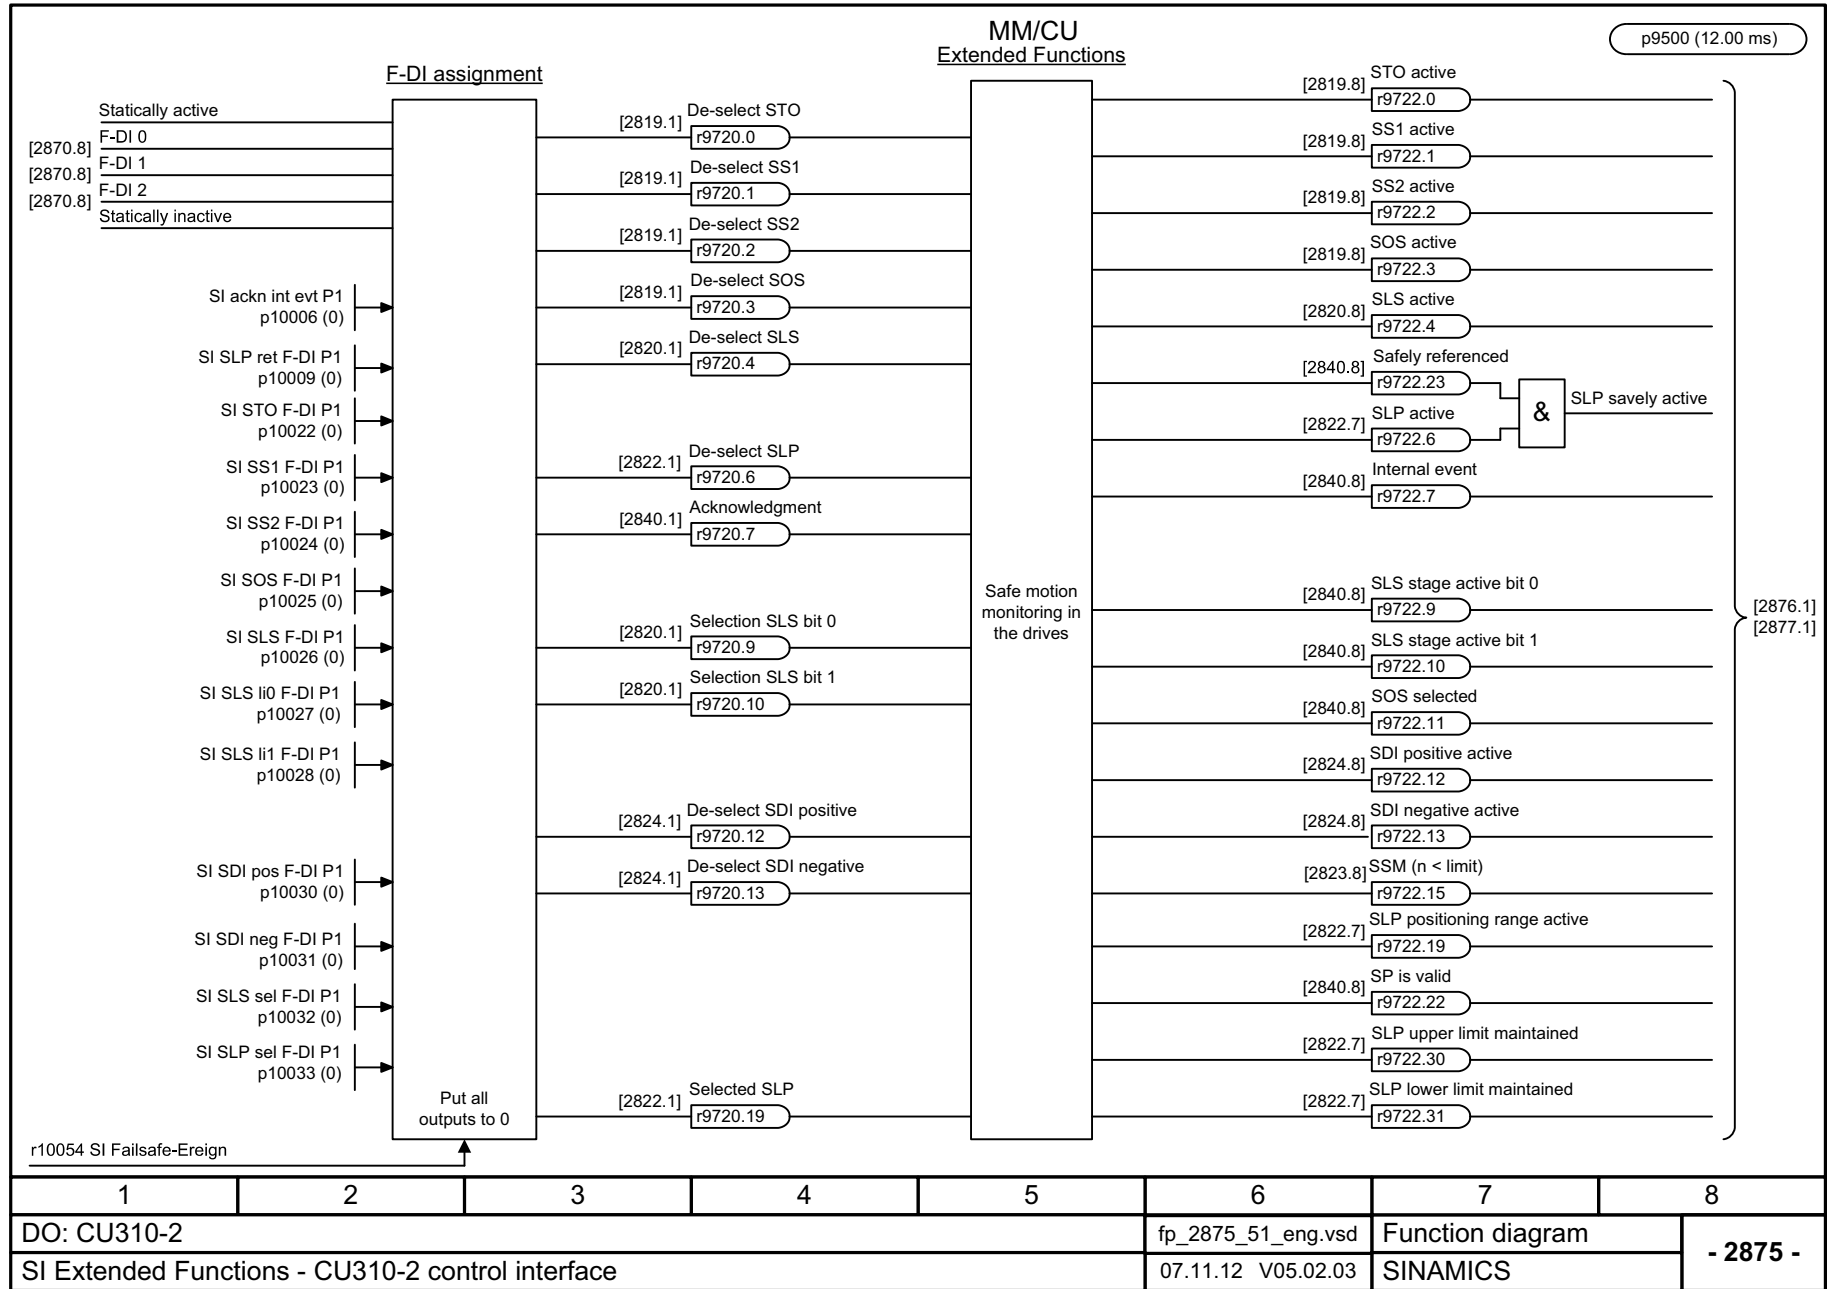 MM/CU
Extended Functions
p9500 (12.00 ms)
F-DI assignment
Statically active
[2870.8] F-DI 0
[2870.8] F-DI 1
[2870.8] F-DI 2
Statically inactive
SI ackn int evt P1
p10006 (0)
SI SLP ret F-DI P1
p10009 (0)
SI STO F-DI P1
p10022 (0)
SI SS1 F-DI P1
p10023 (0)
SI SS2 F-DI P1
p10024 (0)
SI SOS F-DI P1
p10025 (0)
SI SLS F-DI P1
p10026 (0)
SI SLS li0 F-DI P1
p10027 (0)
SI SLS li1 F-DI P1
p10028 (0)
SI SDI pos F-DI P1
p10030 (0)
SI SDI neg F-DI P1
p10031 (0)
SI SLS sel F-DI P1
p10032 (0)
SI SLP sel F-DI P1
p10033 (0)
r10054 SI Failsafe-Ereign
Put all
outputs to 0
[2819.1] De-select STO
r9720.0
[2819.1] De-select SS1
r9720.1
[2819.1] De-select SS2
r9720.2
[2819.1] De-select SOS
r9720.3
[2820.1] De-select SLS
r9720.4
[2822.1] De-select SLP
r9720.6
[2840.1] Acknowledgment
r9720.7
[2820.1] Selection SLS bit 0
r9720.9
[2820.1] Selection SLS bit 1
r9720.10
[2824.1] De-select SDI positive
r9720.12
[2824.1] De-select SDI negative
r9720.13
[2822.1] Selected SLP
r9720.19
Safe motion
monitoring in
the drives
[2819.8] STO active
r9722.0
[2819.8] SS1 active
r9722.1
[2819.8] SS2 active
r9722.2
[2819.8] SOS active
r9722.3
[2820.8] SLS active
r9722.4
[2840.8] Safely referenced
r9722.23
[2822.7] SLP active
r9722.6
&
SLP savely active
[2840.8] Internal event
r9722.7
[2840.8] SLS stage active bit 0
r9722.9
[2840.8] SLS stage active bit 1
r9722.10
[2840.8] SOS selected
r9722.11
[2824.8] SDI positive active
r9722.12
[2824.8] SDI negative active
r9722.13
[2823.8] SSM (n < limit)
r9722.15
[2822.7] SLP positioning range active
r9722.19
[2840.8] SP is valid
r9722.22
[2822.7] SLP upper limit maintained
r9722.30
[2822.7] SLP lower limit maintained
r9722.31
[2876.1]
[2877.1]
1 2 3 4 5 6 7 8
DO: CU310-2
fp_2875_51_eng.vsd
Function diagram
- 2875 -
SI Extended Functions - CU310-2 control interface
07.11.12 V05.02.03
SINAMICS